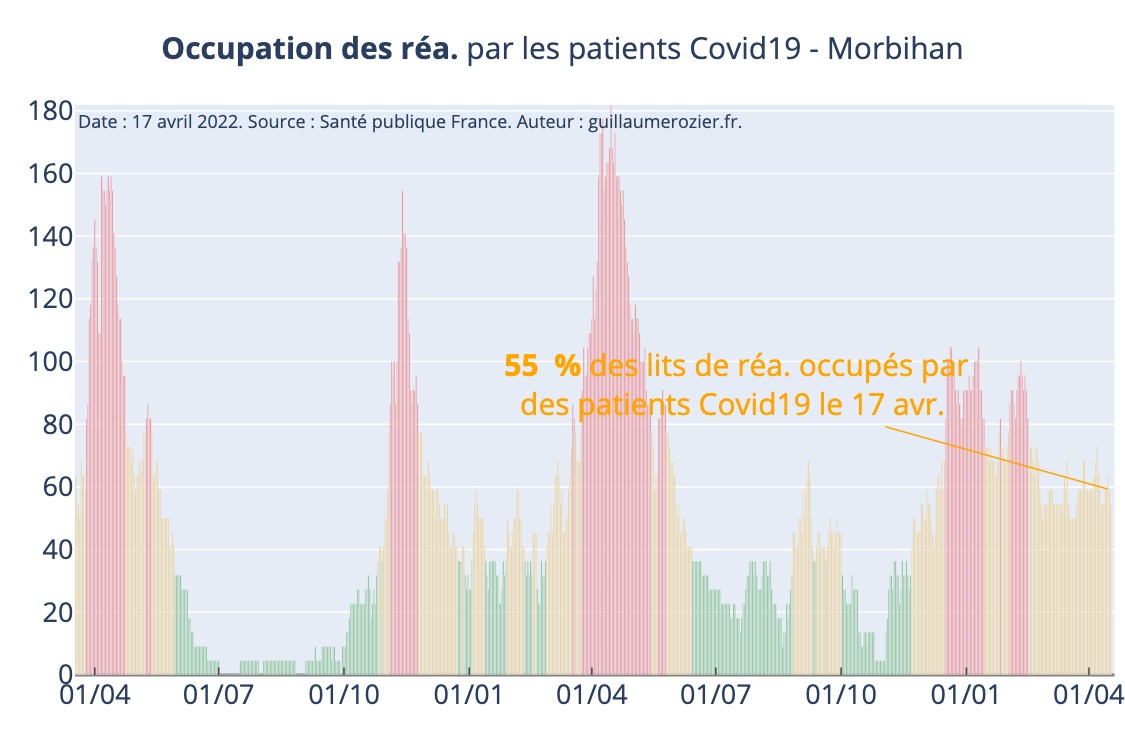 Occupation des réa. par les patients Covid19 - Morbihan
180
Date : 17 avril 2022. Source : Santé publique France. Auteur : guillaumerozier.fr.
160
140
120
100
55 % des lits de réa. occupés par
des patients Covid19 le 17 avr.
80
60
40
20
0
01/04 01/07 01/10 01/01 01/04 01/07 01/10 01/01 01/04